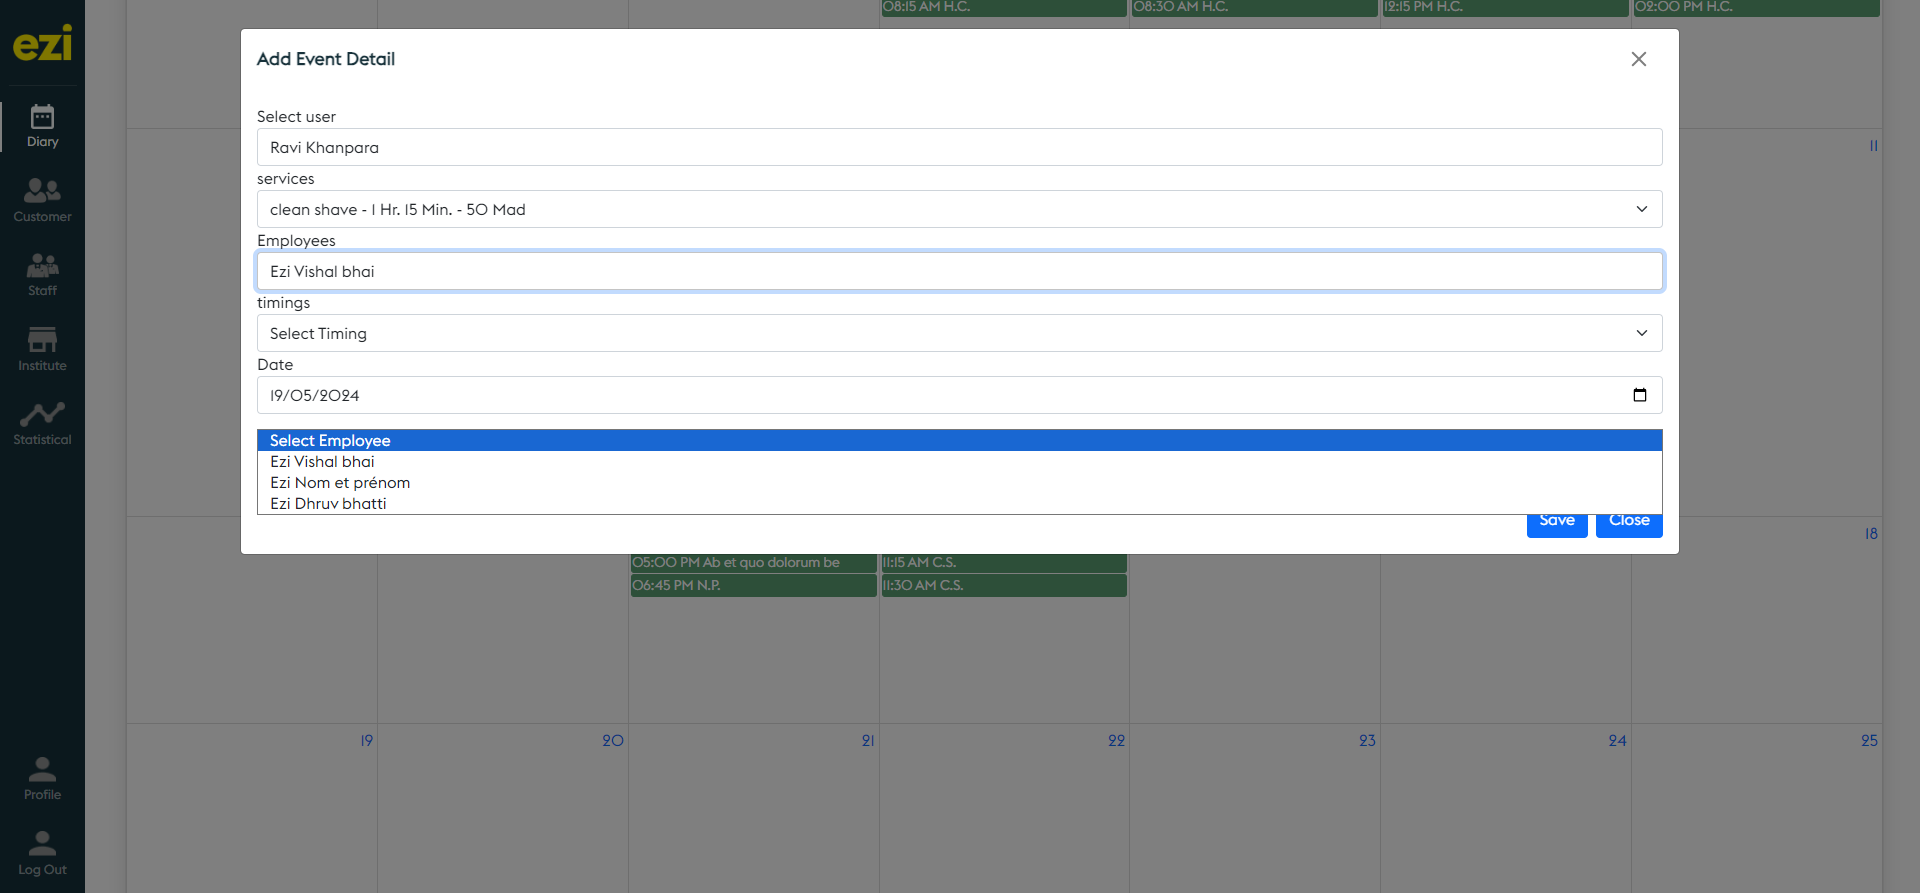 08:15 AM H.C.
08:30 AM H.C.
12:15 PM H.C.
02:00 PM H.C.
ezi
Diary
Customer
Staff
Institute
Statistical
Profile
Log Out
Add Event Detail
Select user
Ravi Khanpara
services
clean shave - 1 Hr. 15 Min. - 50 Mad
Employees
Ezi Vishal bhai
timings
Select Timing
Date
19/05/2024
Select Employee
Ezi Vishal bhai
Ezi Nom et prénom
Ezi Dhruv bhatti
Save
Close
11
18
05:00 PM Ab et quo dolorum be
11:15 AM C.S.
06:45 PM N.P.
11:30 AM C.S.
19
20
21
22
23
24
25